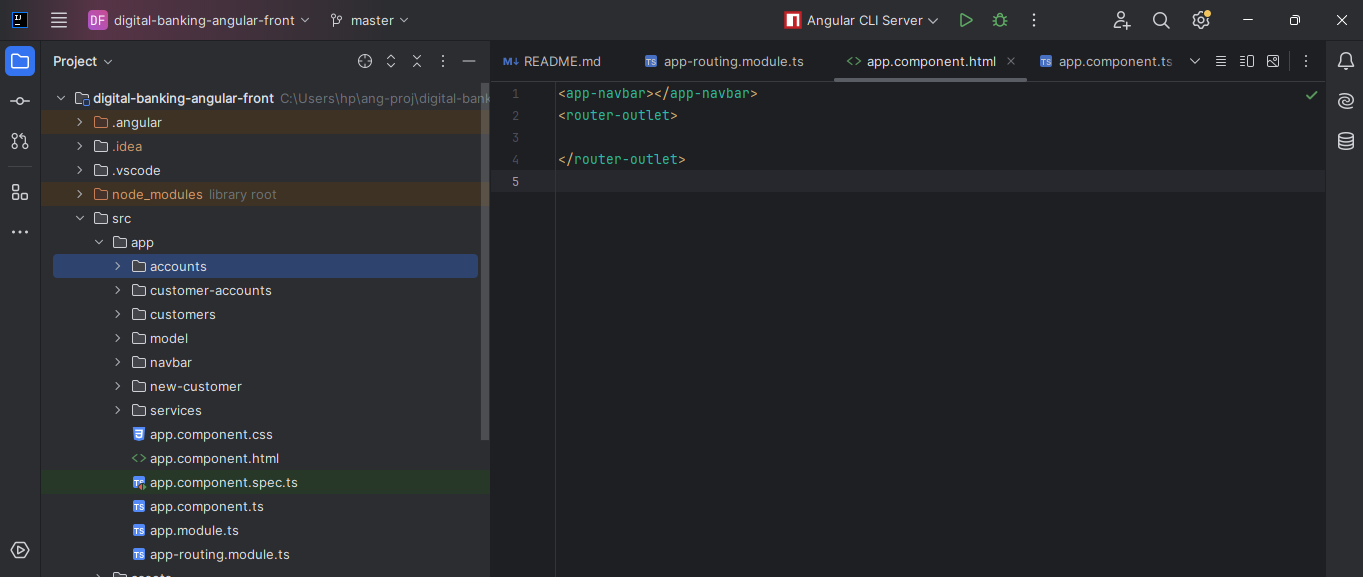 DF digital-banking-angular-front master Angular CLI Server
Project
digital-banking-angular-front C:\Users\hp\ang-proj\digital-bank
.angular
.idea
.vscode
node_modules library root
src
app
accounts
customer-accounts
customers
model
navbar
new-customer
services
app.component.css
app.component.html
app.component.spec.ts
app.component.ts
app.module.ts
app-routing.module.ts
assets
M↓ README.md TS app-routing.module.ts <> app.component.html TS app.component.ts
1 <app-navbar></app-navbar>
2 <router-outlet>
3
4 </router-outlet>
5